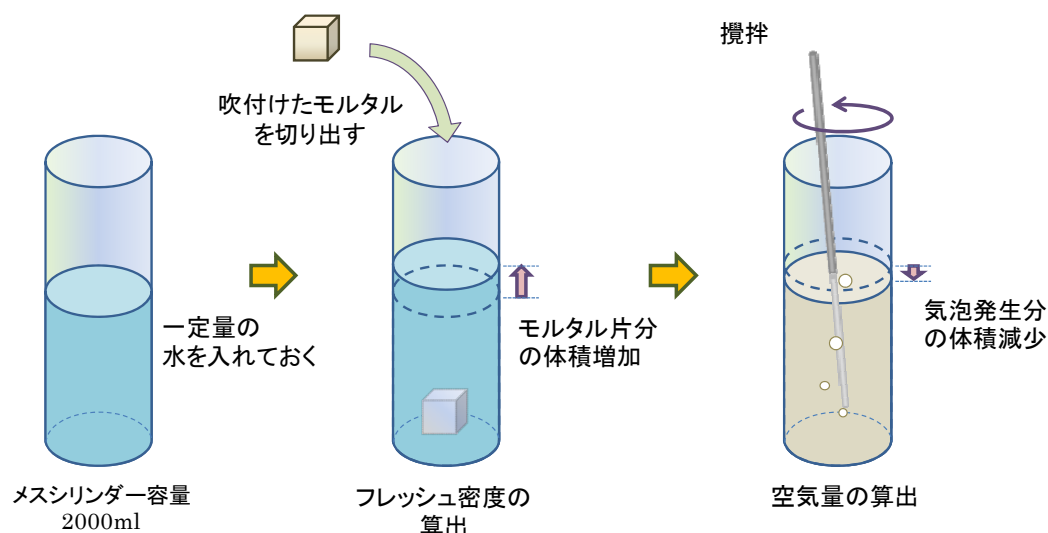 攪拌
吹付けたモルタル
を切り出す
一定量の
水を入れておく
モルタル片分
の体積増加
気泡発生分
の体積減少
メスシリンダー容量
2000ml
フレッシュ密度の
算出
空気量の算出